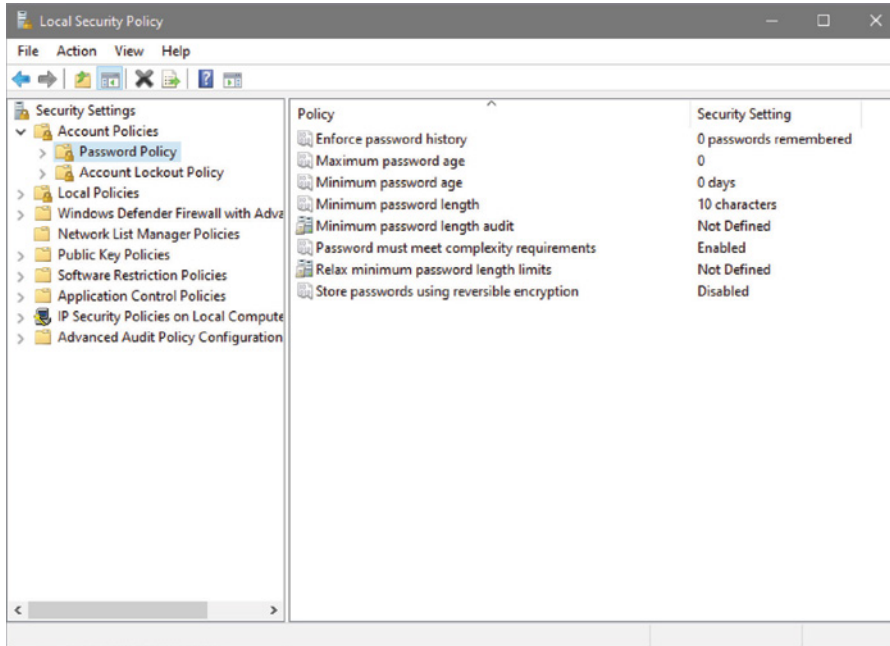 Local Security Policy
File Action View Help
Security Settings
Account Policies
Password Policy
Account Lockout Policy
Local Policies
Windows Defender Firewall with Adva
Network List Manager Policies
Public Key Policies
Software Restriction Policies
Application Control Policies
IP Security Policies on Local Compute
Advanced Audit Policy Configuration
Policy Security Setting
Enforce password history 0 passwords remembered
Maximum password age 0
Minimum password age 0 days
Minimum password length 10 characters
Minimum password length audit Not Defined
Password must meet complexity requirements Enabled
Relax minimum password length limits Not Defined
Store passwords using reversible encryption Disabled